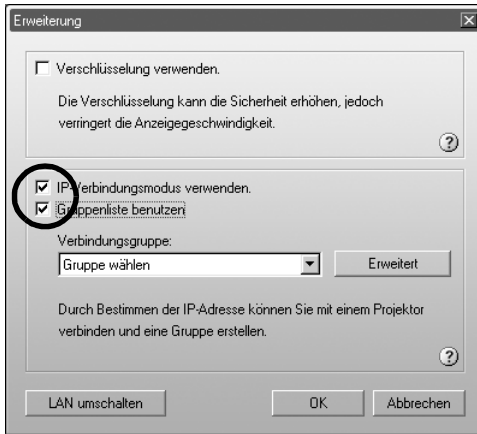 Erweiterung
Verschlüsselung verwenden.
Die Verschlüsselung kann die Sicherheit erhöhen, jedoch
verringert die Anzeigegeschwindigkeit.
?
IP-Verbindungsmodus verwenden.
Gruppenliste benutzen
Verbindungsgruppe:
Gruppe wählen
Erweitert
Durch Bestimmen der IP-Adresse können Sie mit einem Projektor
verbinden und eine Gruppe erstellen.
?
LAN umschalten
OK
Abbrechen